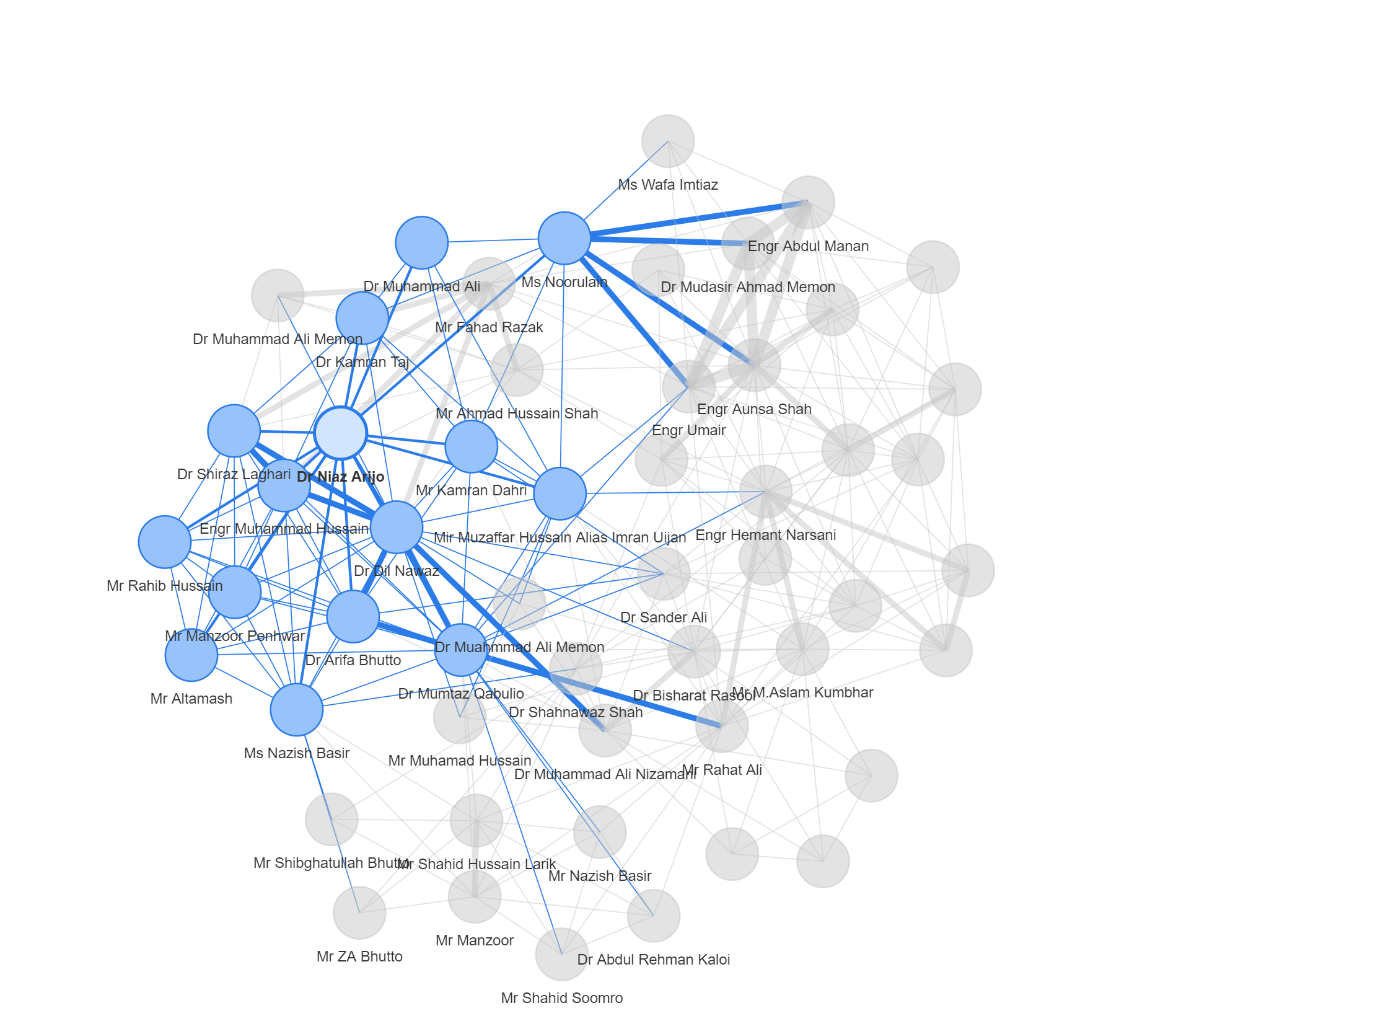 Ms Wafa Imtiaz
Engr Abdul Manan
Ms Noorulain
Dr Muhammad Ali
Dr Mudasir Ahmad Memon
Mr Fahad Razak
Dr Muhammad Ali Memon
Dr Kamran Taj
Engr Aunsa Shah
Mr Ahmad Hussain Shah
Engr Umair
Dr Shiraz Laghari
Dr Niaz Arijo
Mr Kamran Dahri
Engr Muhammad Hussain
Mir Muzaffar Hussain Alias Imran Ujjan
Engr Hemant Narsani
Dr Dil Nawaz
Mr Rahib Hussain
Dr Sander Ali
Mr Manzoor Penhwar
Dr Muahmmad Ali Memon
Dr Arifa Bhutto
Mr Altamash
Dr Mumtaz Qabulio
Dr Bisharat Rasool
Mr M.Aslam Kumbhar
Dr Shahnawaz Shah
Ms Nazish Basir
Mr Muhamad Hussain
Dr Muhammad Ali Nizamani
Mr Rahat Ali
Mr Shibghatullah Bhutto
Mr Shahid Hussain Larik
Mr Nazish Basir
Mr Manzoor
Mr ZA Bhutto
Dr Abdul Rehman Kaloi
Mr Shahid Soomro